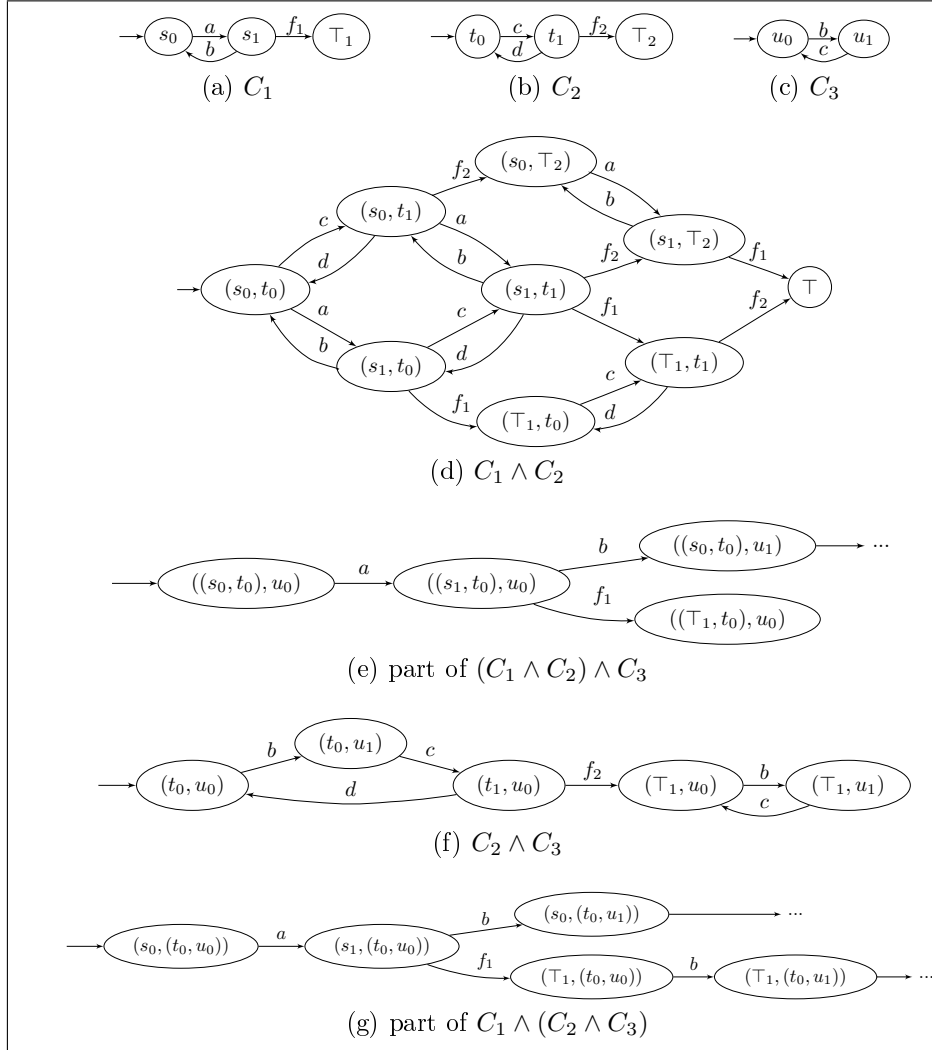 s₀ a b s₁ f₁ ⊤₁
t₀ c d t₁ f₂ ⊤₂
u₀ b c u₁
(a) C₁
(b) C₂
(c) C₃
(s₀, ⊤₂)
f₂ a
b
(s₀, t₁)
c a
(s₁, ⊤₂)
d b f₂ f₁
(s₀, t₀) (s₁, t₁) ⊤
a c f₁ f₂
b d
(s₁, t₀) (⊤₁, t₁)
c
f₁ d
(⊤₁, t₀)
(d) C₁ ∧ C₂
b ((s₀, t₀), u₁) ...
((s₀, t₀), u₀) a ((s₁, t₀), u₀)
f₁ ((⊤₁, t₀), u₀)
(e) part of (C₁ ∧ C₂) ∧ C₃
b (t₀, u₁) c
(t₀, u₀) d (t₁, u₀) f₂ (⊤₁, u₀) b c (⊤₁, u₁)
(f) C₂ ∧ C₃
b (s₀, (t₀, u₁)) ...
(s₀, (t₀, u₀)) a (s₁, (t₀, u₀))
f₁ (⊤₁, (t₀, u₀)) b (⊤₁, (t₀, u₁)) ...
(g) part of C₁ ∧ (C₂ ∧ C₃)